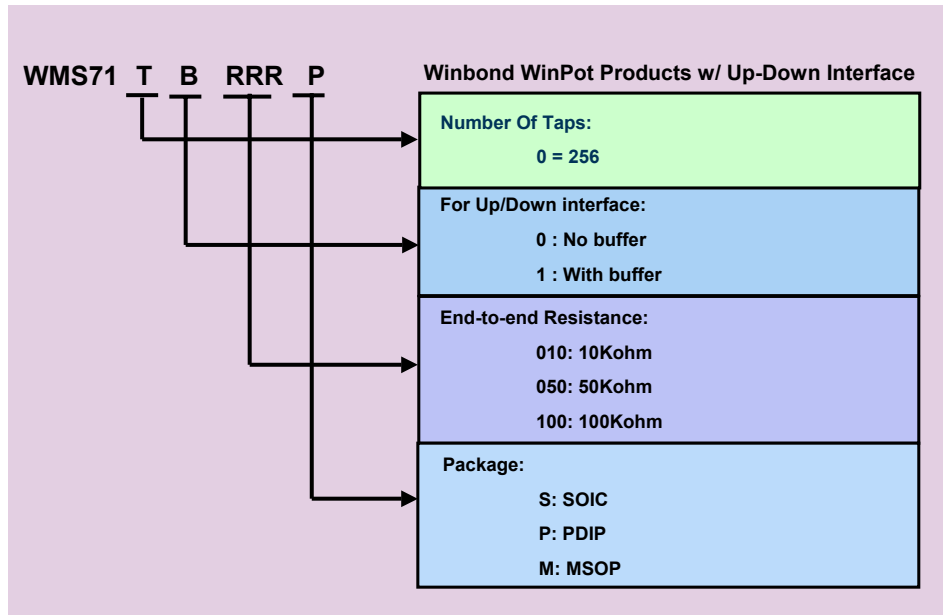 WMS71 T B RRR P
Winbond WinPot Products w/ Up-Down Interface
Number Of Taps:
0 = 256
For Up/Down interface:
0 : No buffer
1 : With buffer
End-to-end Resistance:
010: 10Kohm
050: 50Kohm
100: 100Kohm
Package:
S: SOIC
P: PDIP
M: MSOP